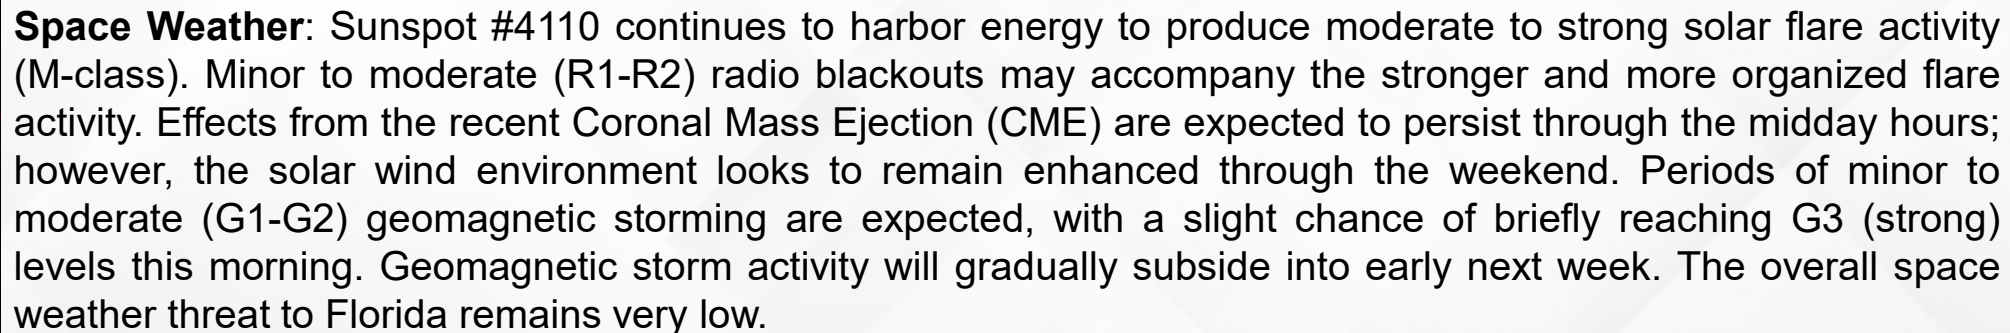 Space Weather: Sunspot #4110 continues to harbor energy to produce moderate to strong solar flare activity
(M-class). Minor to moderate (R1-R2) radio blackouts may accompany the stronger and more organized flare
activity. Effects from the recent Coronal Mass Ejection (CME) are expected to persist through the midday hours;
however, the solar wind environment looks to remain enhanced through the weekend. Periods of minor to
moderate (G1-G2) geomagnetic storming are expected, with a slight chance of briefly reaching G3 (strong)
levels this morning. Geomagnetic storm activity will gradually subside into early next week. The overall space
weather threat to Florida remains very low.